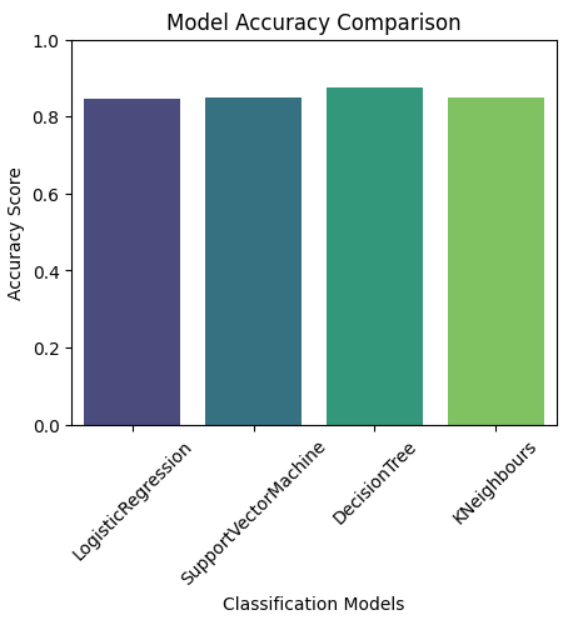 Model Accuracy Comparison
1.0
0.8
0.6
0.4
0.2
0.0
Accuracy Score
LogisticRegression
SupportVectorMachine
DecisionTree
KNeighbours
Classification Models